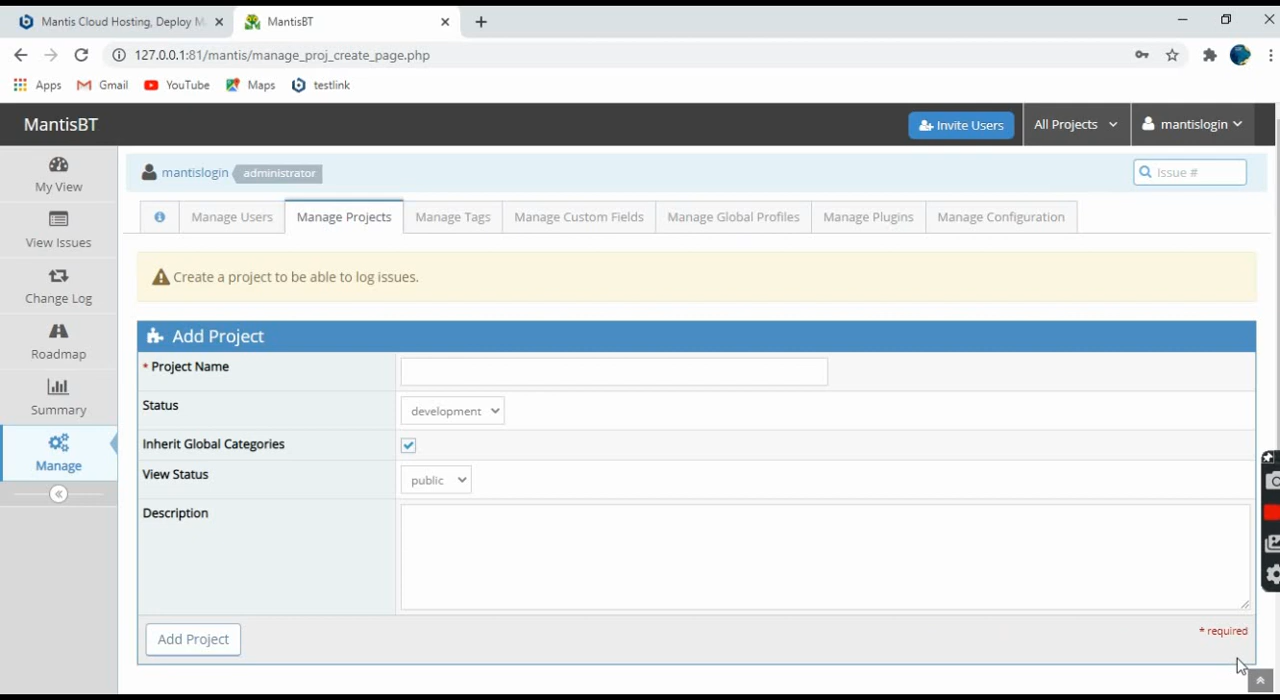 Mantis Cloud Hosting, Deploy M
MantisBT
127.0.0.1:81/mantis/manage_proj_create_page.php
Apps Gmail YouTube Maps testlink
MantisBT
Invite Users
All Projects
mantislogin
My View
View Issues
Change Log
Roadmap
Summary
Manage
mantislogin administrator
Issue #
Manage Users Manage Projects Manage Tags Manage Custom Fields Manage Global Profiles Manage Plugins Manage Configuration
Create a project to be able to log issues.
Add Project
* Project Name
Status development
Inherit Global Categories
View Status public
Description
Add Project
* required